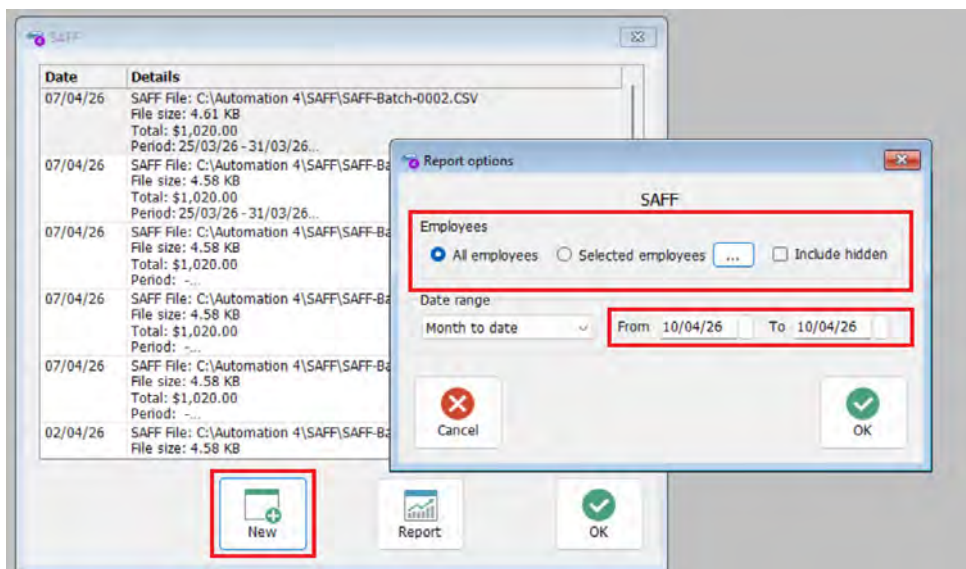 SAFF
Date Details
07/04/26 SAFF File: C:\Automation 4\SAFF\SAFF-Batch-0002.CSV
File size: 4.61 KB
Total: $1,020.00
Period: 25/03/26 - 31/03/26...
07/04/26 SAFF File: C:\Automation 4\SAFF\SAFF-Ba
File size: 4.58 KB
Total: $1,020.00
Period: 25/03/26 - 31/03/26...
07/04/26 SAFF File: C:\Automation 4\SAFF\SAFF-Ba
File size: 4.58 KB
Total: $1,020.00
Period: -...
07/04/26 SAFF File: C:\Automation 4\SAFF\SAFF-Ba
File size: 4.58 KB
Total: $1,020.00
Period: -...
07/04/26 SAFF File: C:\Automation 4\SAFF\SAFF-Ba
File size: 4.58 KB
Total: $1,020.00
Period: -...
02/04/26 SAFF File: C:\Automation 4\SAFF\SAFF-Ba
File size: 4.58 KB
New Report OK
Report options
SAFF
Employees
All employees Selected employees ... Include hidden
Date range
Month to date From 10/04/26 To 10/04/26
Cancel OK